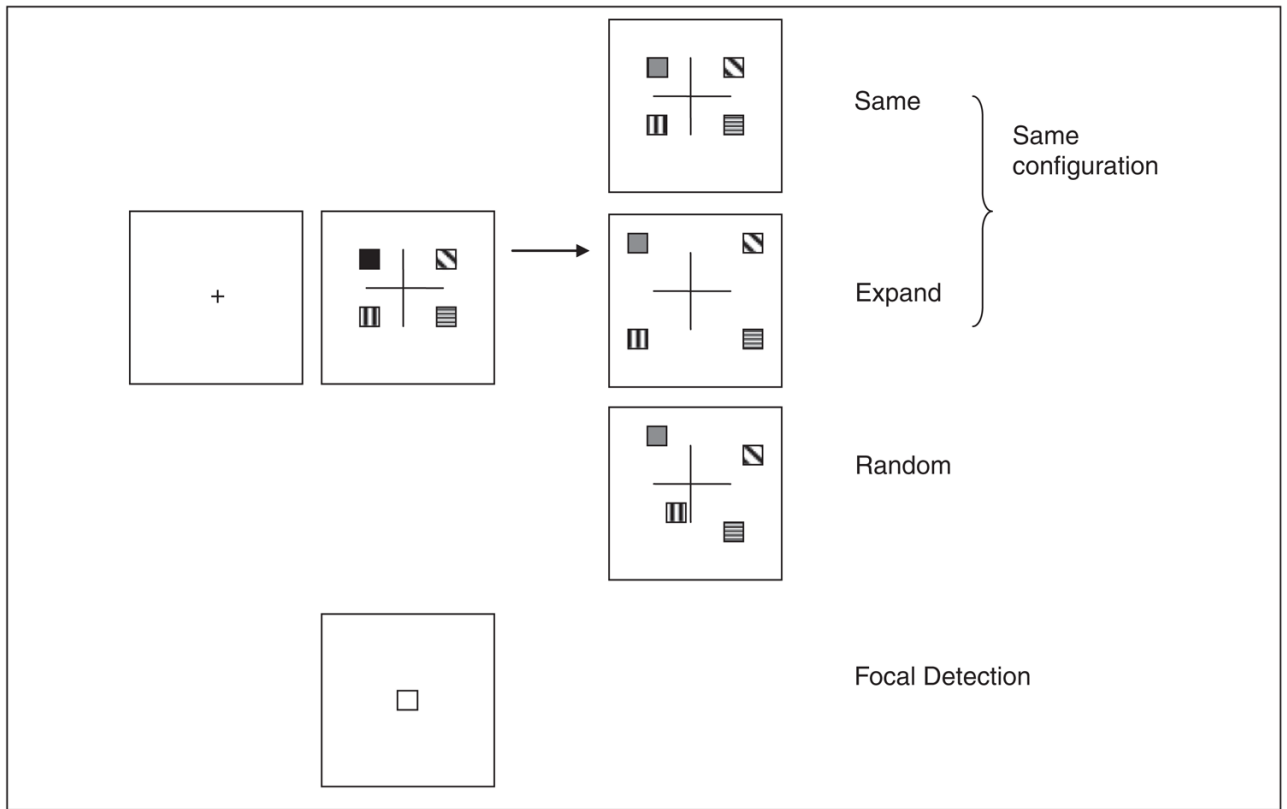 Same
Same
configuration
+
Expand
Random
Focal Detection